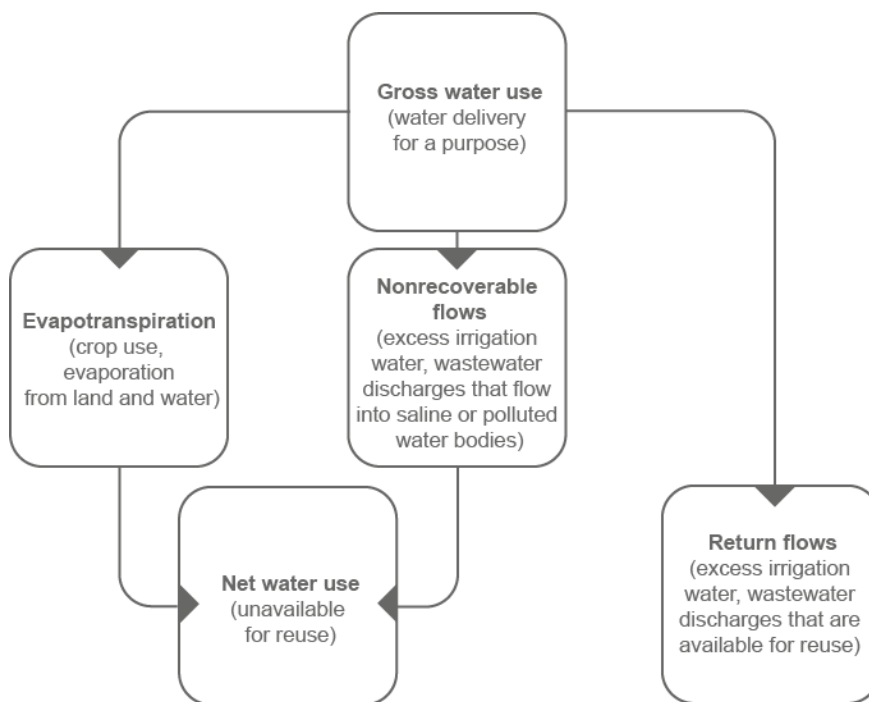 Gross water use
(water delivery
for a purpose)
Evapotranspiration
(crop use,
evaporation
from land and water)
Nonrecoverable
flows
(excess irrigation
water, wastewater
discharges that flow
into saline or polluted
water bodies)
Net water use
(unavailable
for reuse)
Return flows
(excess irrigation
water, wastewater
discharges that are
available for reuse)